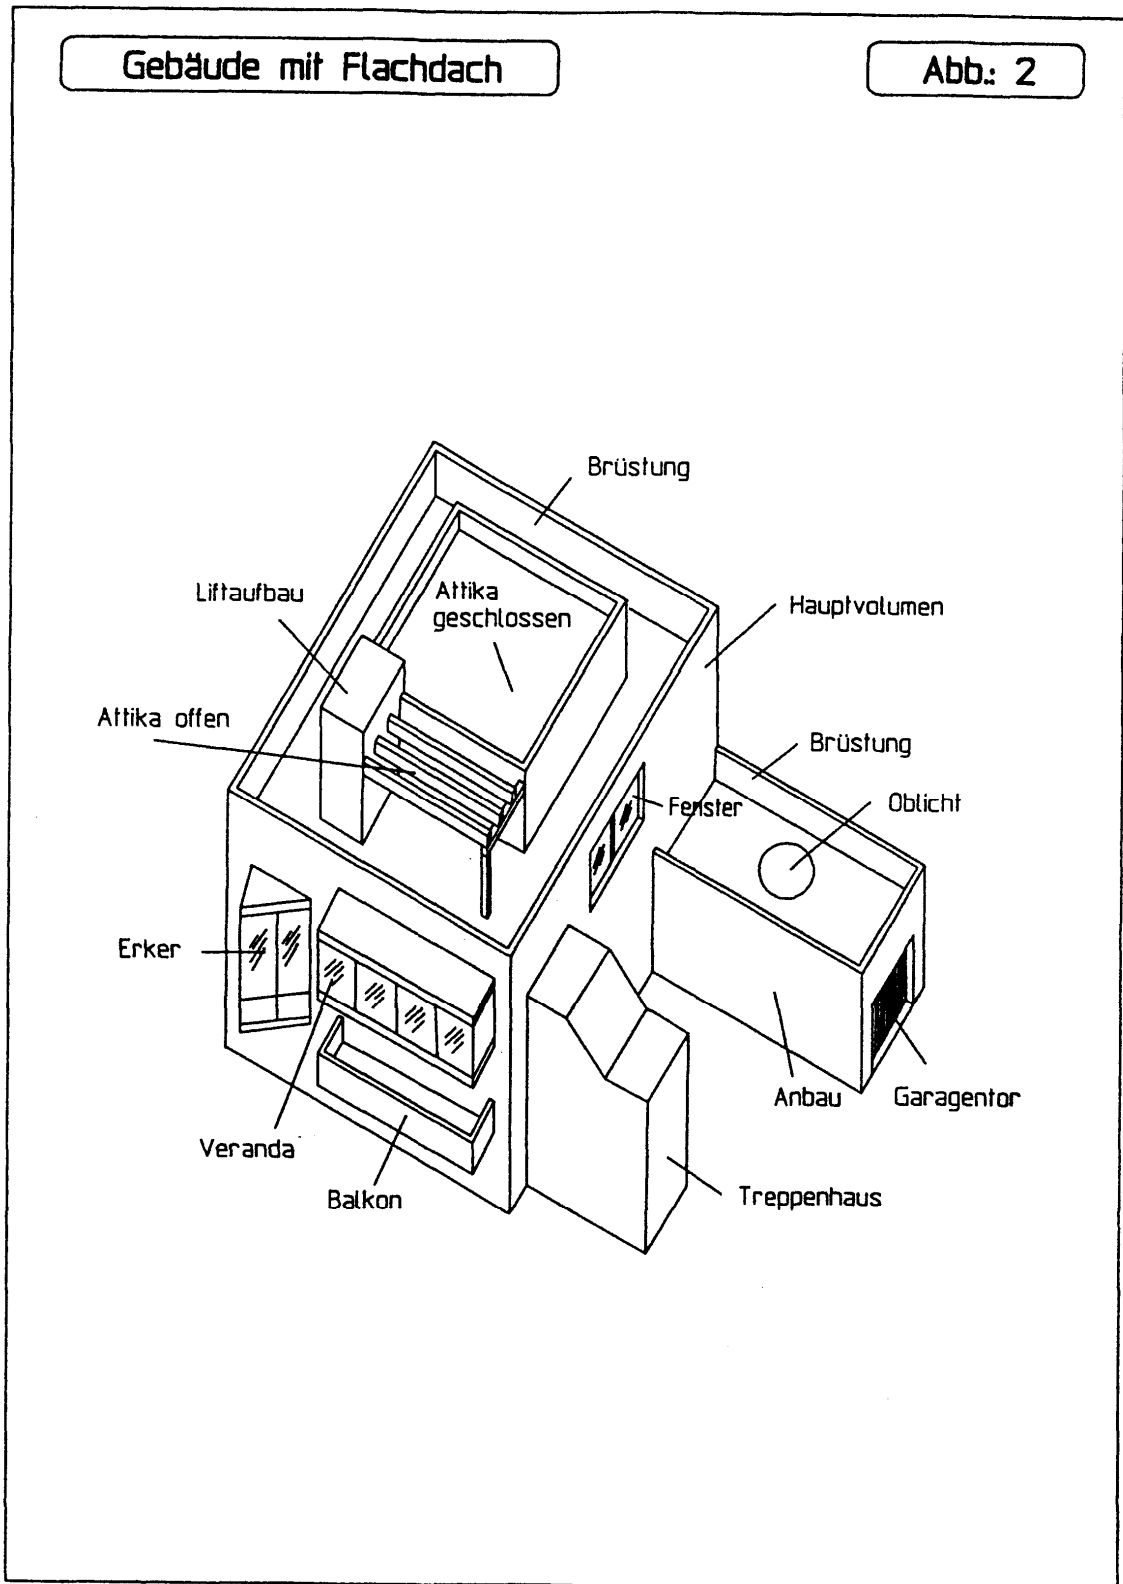 Gebäude mit Flachdach
Abb.: 2
Brüstung
Liftaufbau
Attika
geschlossen
Hauptvolumen
Attika offen
Brüstung
Fenster
Oblicht
Erker
Anbau
Garagentor
Veranda
Balkon
Treppenhaus